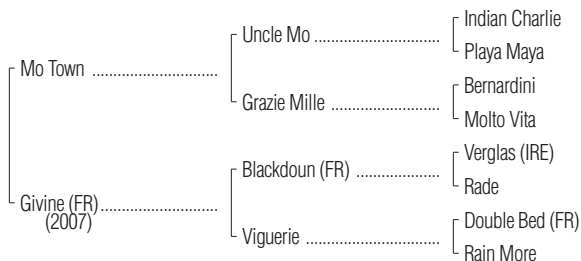 Indian Charlie
Uncle Mo
Playa Maya
Mo Town
Bernardini
Grazie Mille
Molto Vita
Verglas (IRE)
Blackdoun (FR)
Rade
Givine (FR)
(2007)
Double Bed (FR)
Viguerie
Rain More